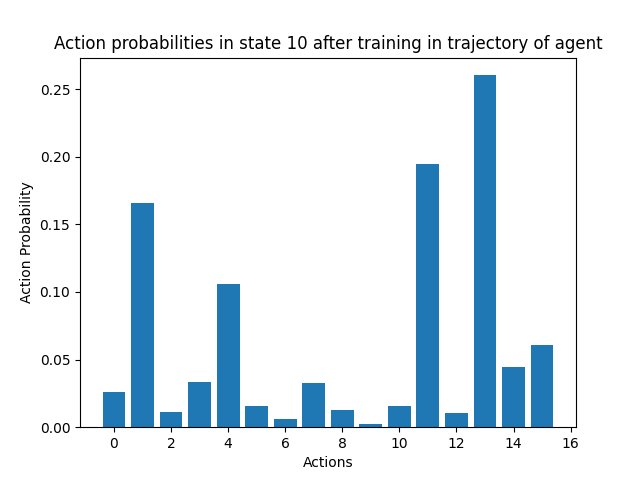 Action probabilities in state 10 after training in trajectory of agent
0.25
0.20
0.15
0.10
0.05
0.00
Action Probability
0 2 4 6 8 10 12 14 16
Actions